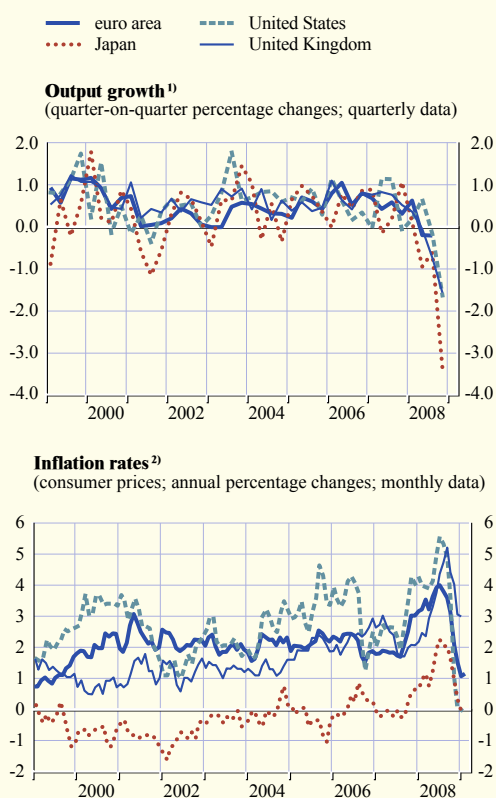 euro area United States
Japan United Kingdom
Output growth 1)
(quarter-on-quarter percentage changes; quarterly data)
2.0 2.0
1.0 1.0
0.0 0.0
-1.0 -1.0
-2.0 -2.0
-3.0 -3.0
-4.0 -4.0
2000 2002 2004 2006 2008
Inflation rates 2)
(consumer prices; annual percentage changes; monthly data)
6 6
5 5
4 4
3 3
2 2
1 1
0 0
-1 -1
-2 -2
2000 2002 2004 2006 2008